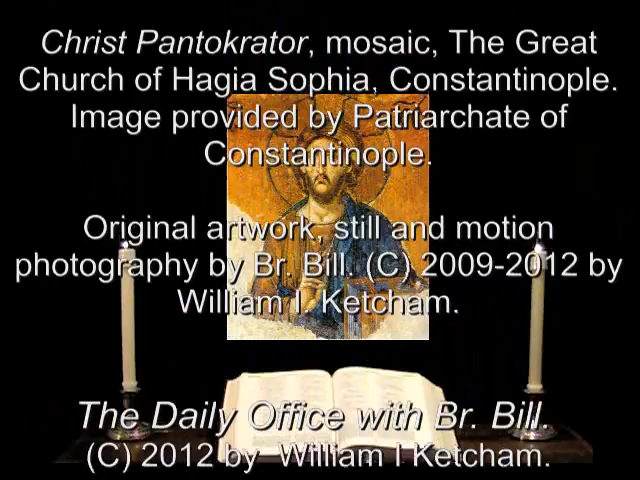 Christ Pantokrator, mosaic, The Great
Church of Hagia Sophia, Constantinople.
Image provided by Patriarchate of
Constantinople.
Original artwork, still and motion
photography by Br. Bill. (C) 2009-2012 by
William I. Ketcham.
The Daily Office with Br. Bill.
(C) 2012 by William I Ketcham.